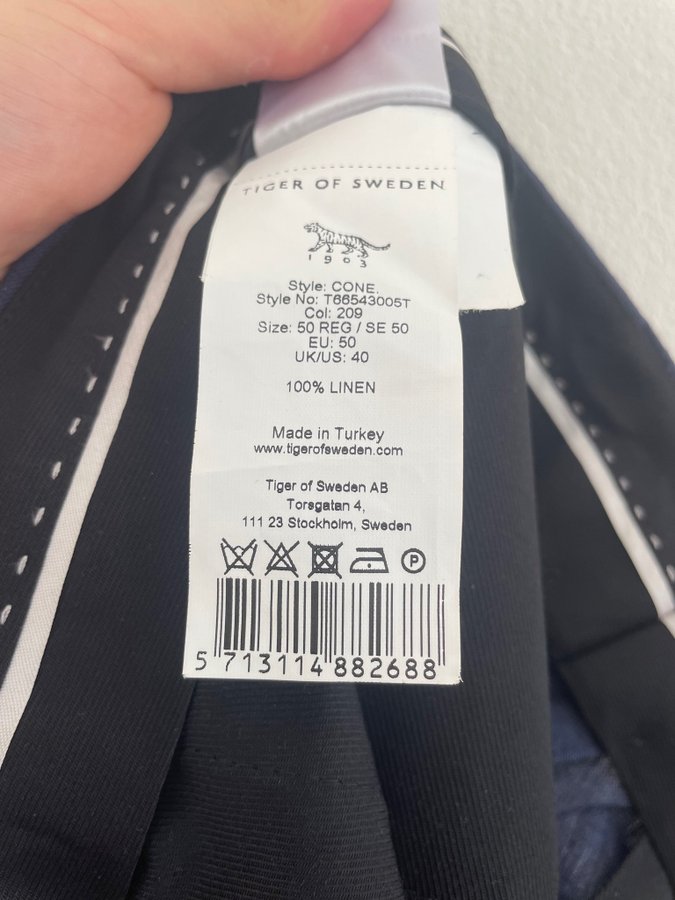 TIGER OF SWEDEN
1903
Style: CONE.
Style No: T66543005T
Col: 209
Size: 50 REG / SE 50
EU: 50
UK/US: 40
100% LINEN
Made in Turkey
www.tigerofsweden.com
Tiger of Sweden AB
Torsgatan 4,
111 23 Stockholm, Sweden
P
5 713114 882688